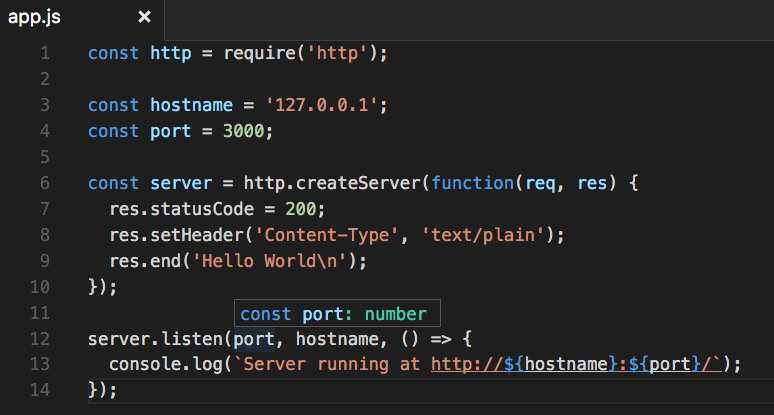 app.js
1 const http = require('http');
2
3 const hostname = '127.0.0.1';
4 const port = 3000;
5
6 const server = http.createServer(function(req, res) {
7   res.statusCode = 200;
8   res.setHeader('Content-Type', 'text/plain');
9   res.end('Hello World\n');
10 });
11
const port: number
12 server.listen(port, hostname, () => {
13   console.log(`Server running at http://${hostname}:${port}/`);
14 });